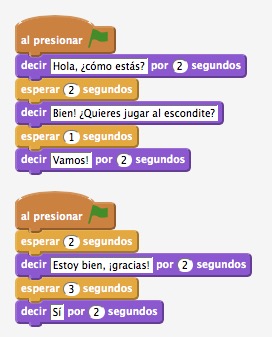 al presionar
decir Hola, ¿cómo estás? por 2 segundos
esperar 2 segundos
decir Bien! ¿Quieres jugar al escondite?
esperar 1 segundos
decir Vamos! por 2 segundos
al presionar
esperar 2 segundos
decir Estoy bien, ¡gracias! por 2 segundos
esperar 3 segundos
decir Sí por 2 segundos